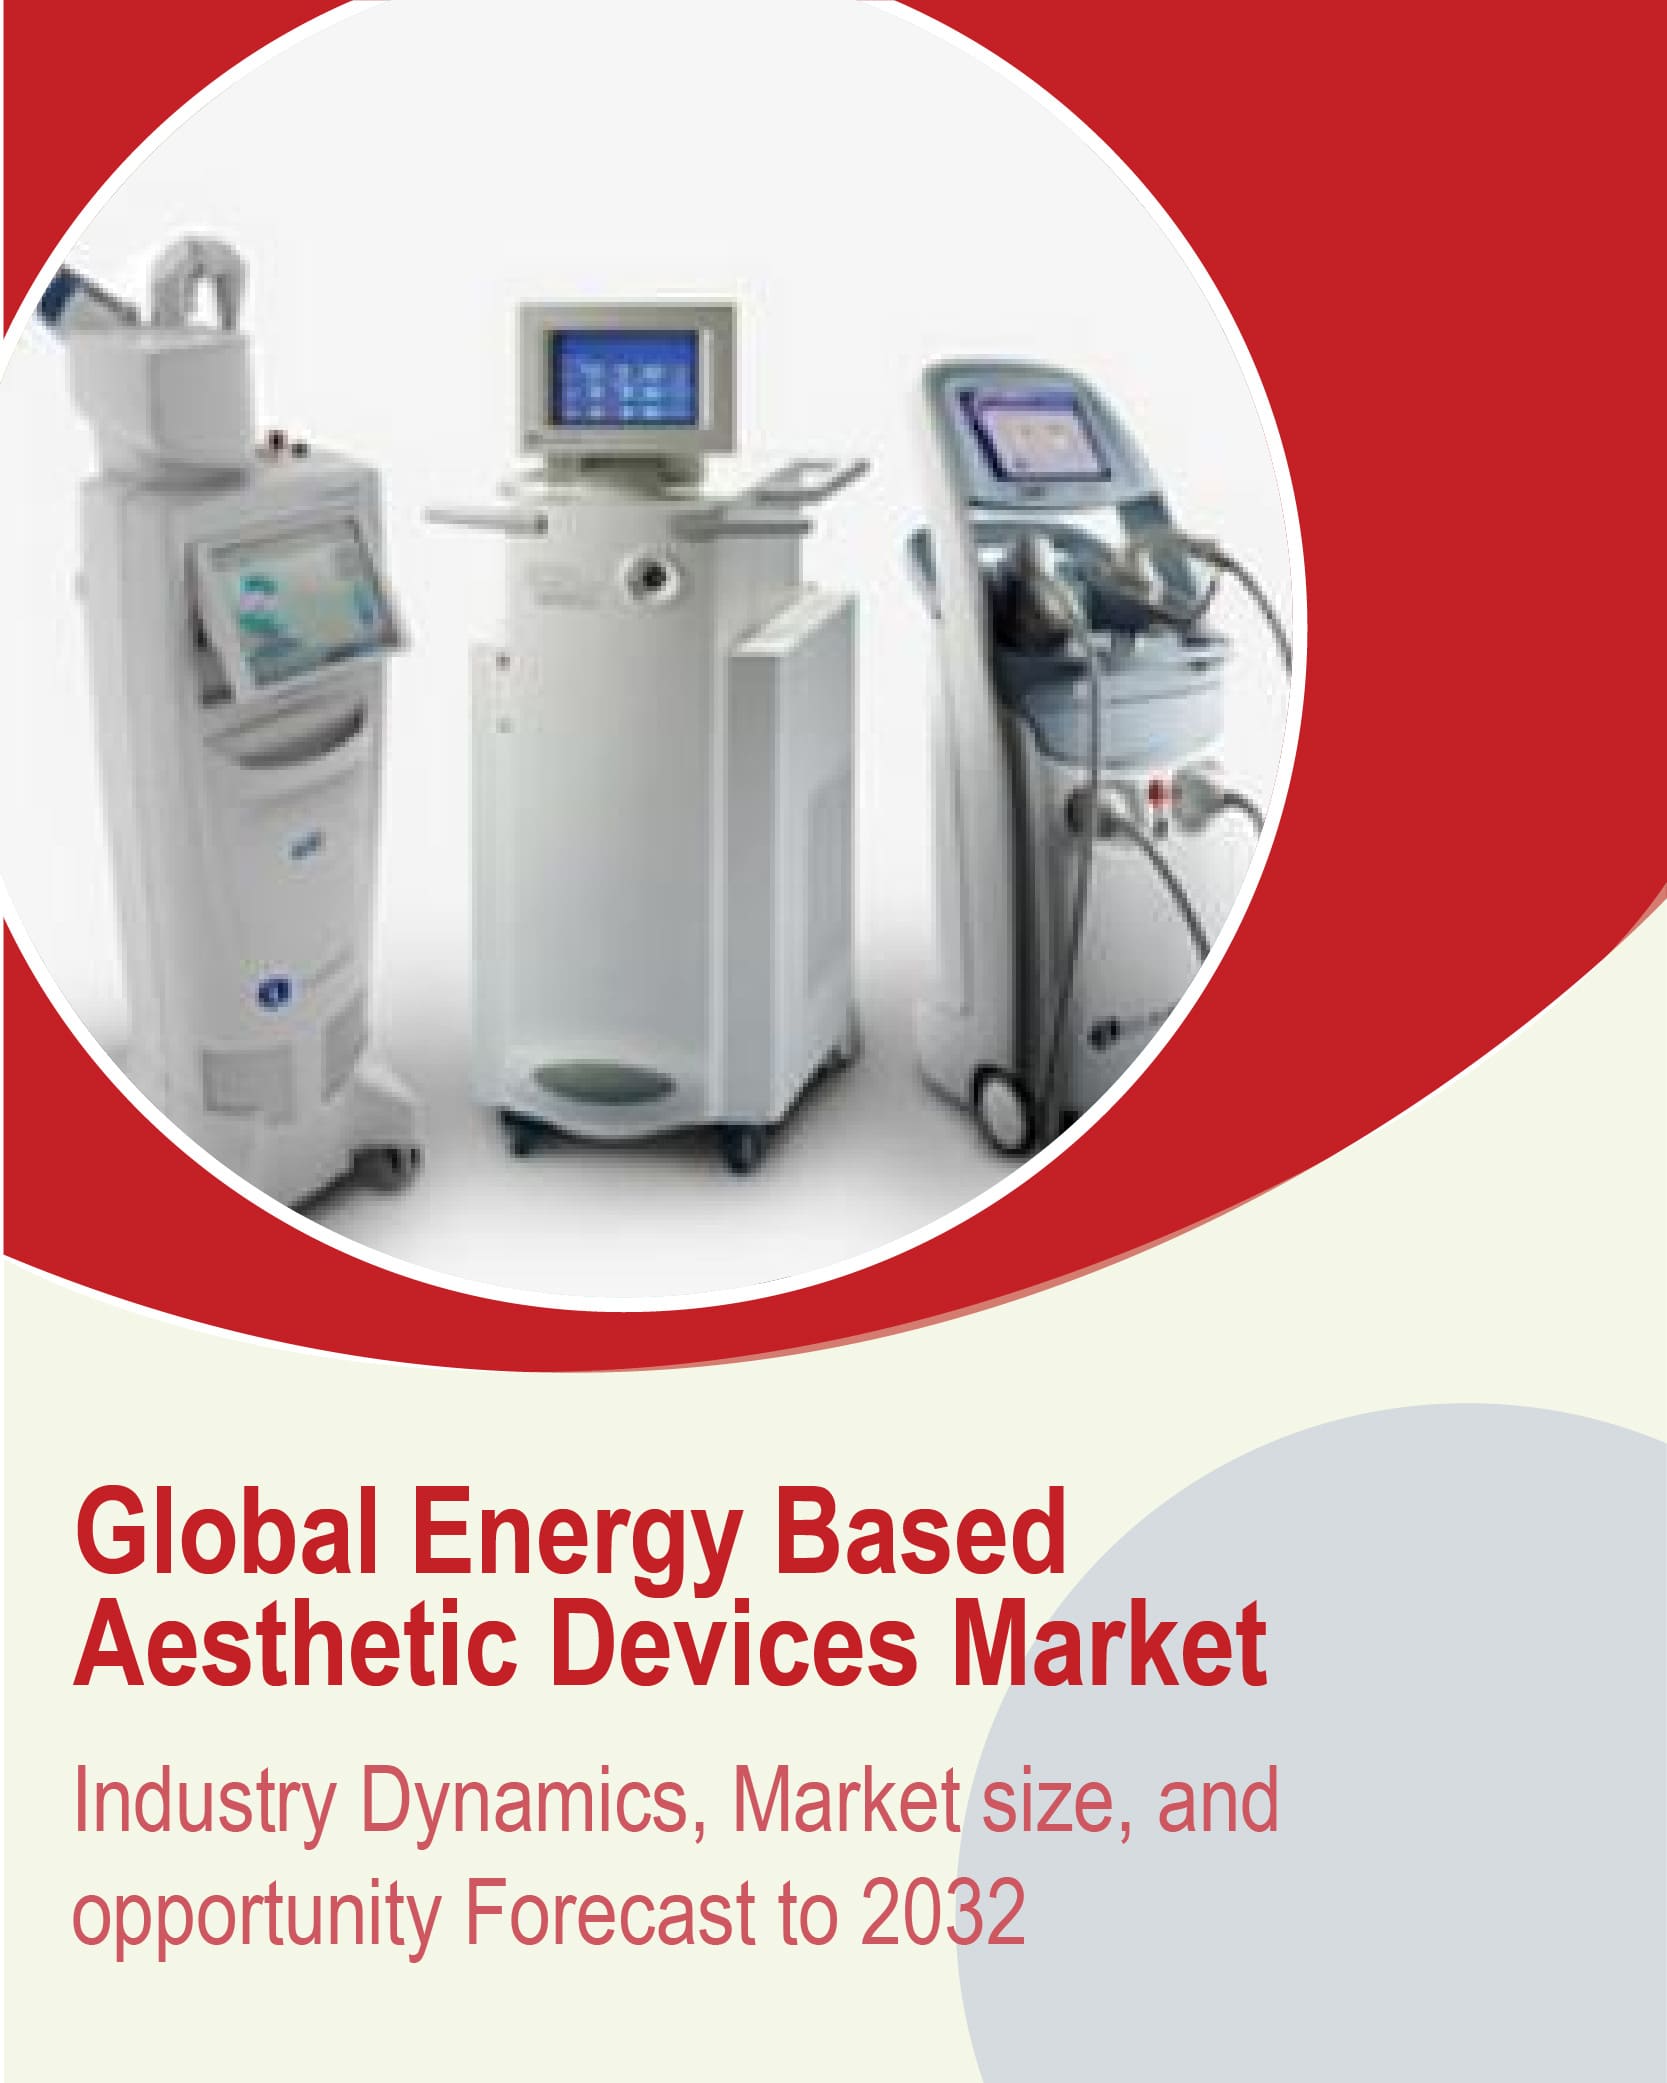 Global Energy Based
Aesthetic Devices Market
Industry Dynamics, Market size, and
opportunity Forecast to 2032